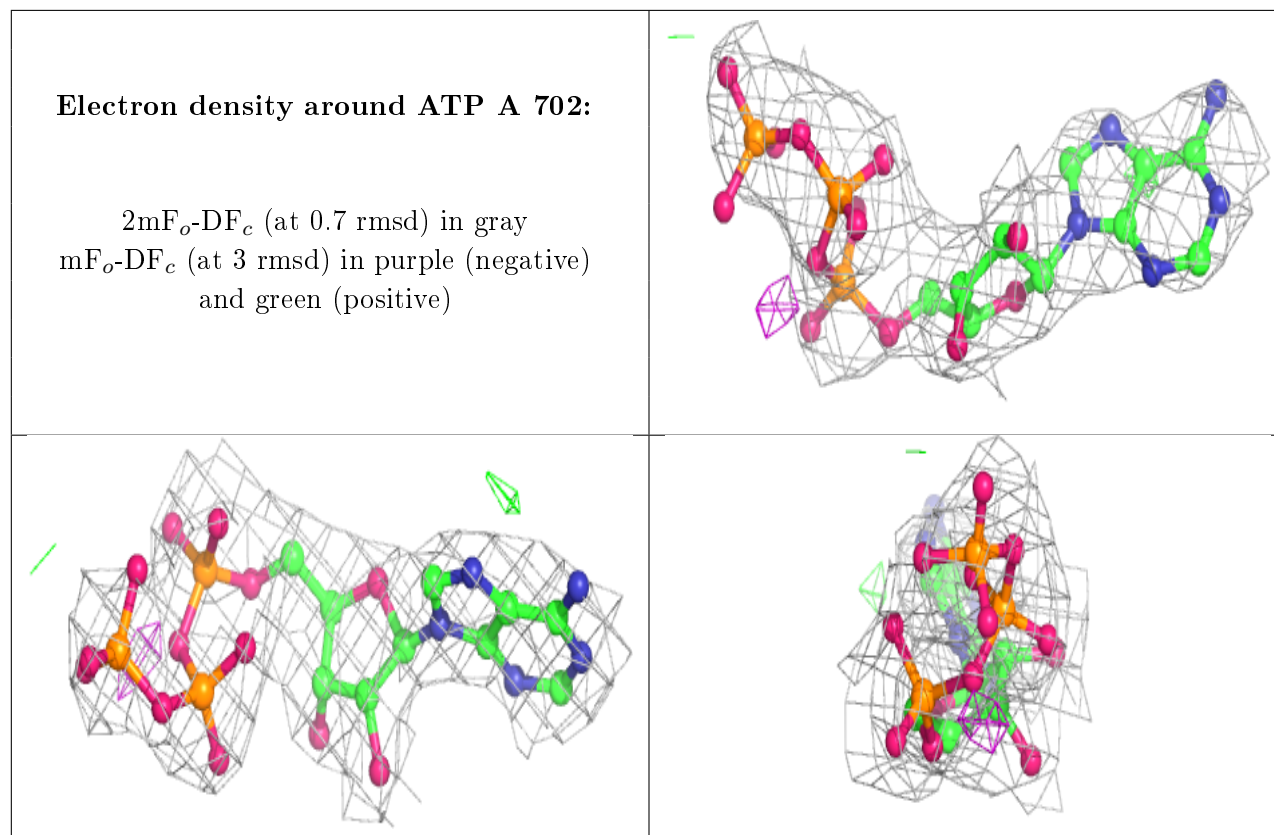 Electron density around ATP A 702:
2mFₒ-DF𝒸 (at 0.7 rmsd) in gray
mFₒ-DF𝒸 (at 3 rmsd) in purple (negative)
and green (positive)